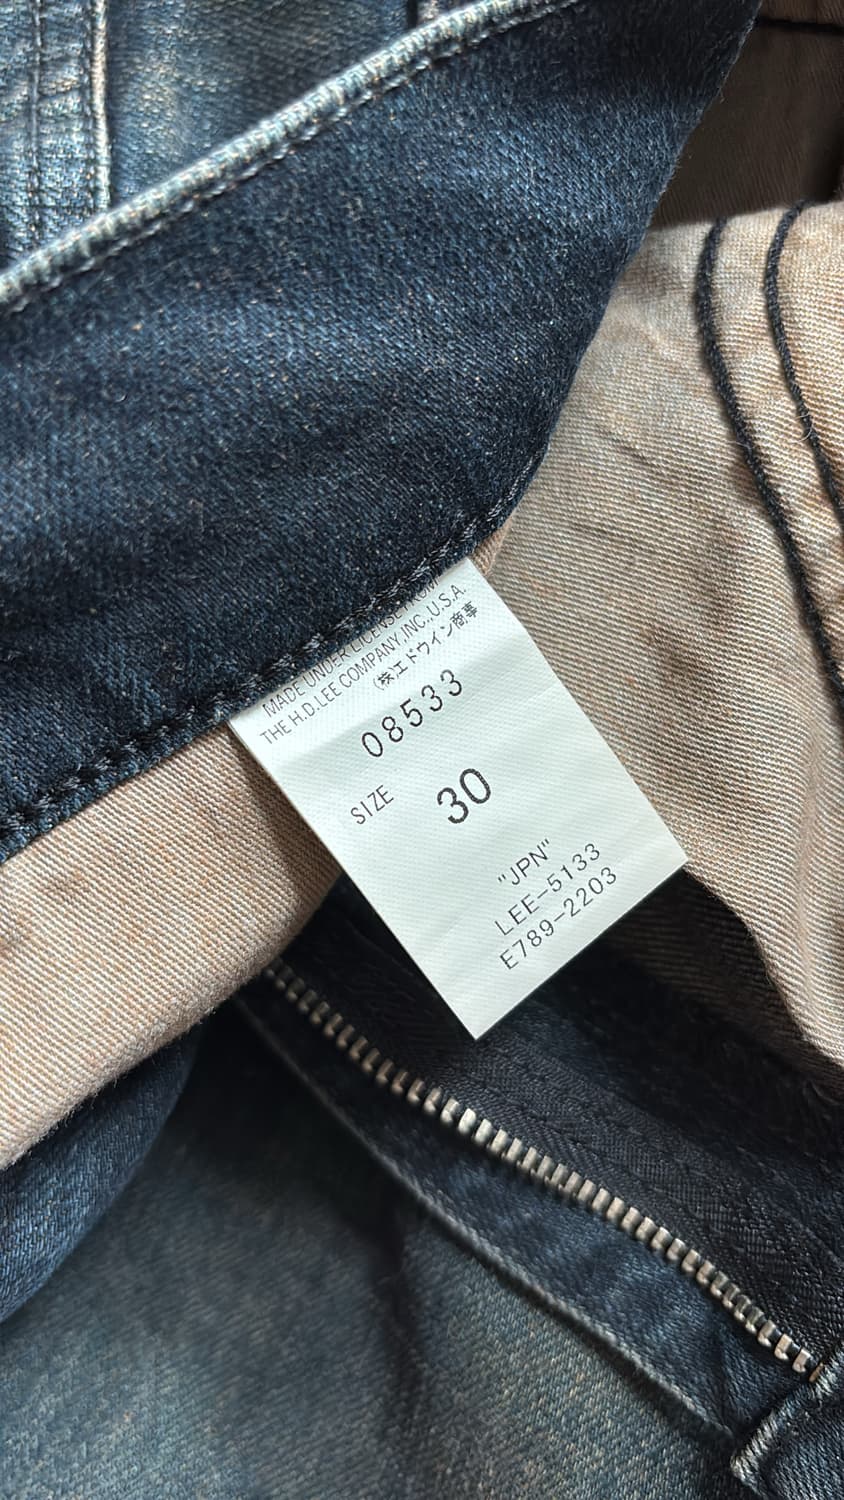 MADE UNDER LICENSE FROM
THE H.D.LEE COMPANY,INC.,U.S.A.
(株)エドウイン商事
08533
SIZE 30
"JPN"
LEE-5133
E789-2203